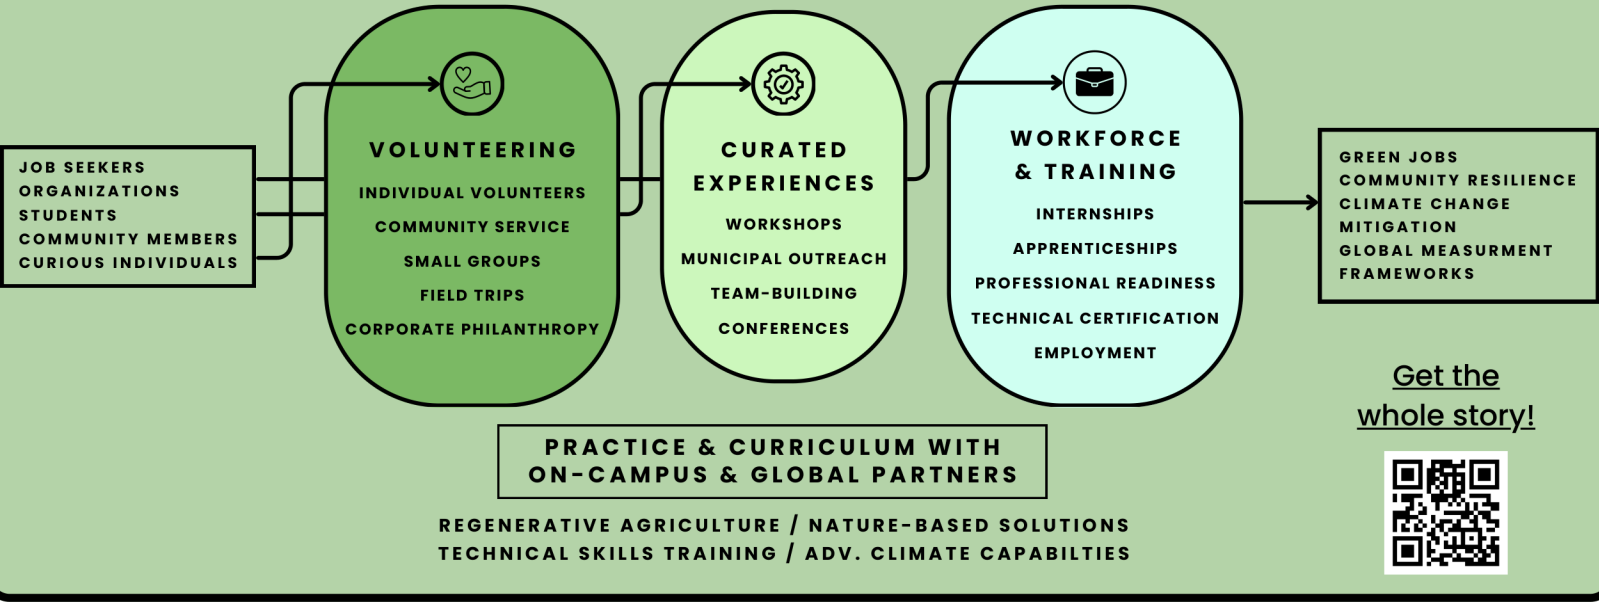 JOB SEEKERS
ORGANIZATIONS
STUDENTS
COMMUNITY MEMBERS
CURIOUS INDIVIDUALS
VOLUNTEERING
INDIVIDUAL VOLUNTEERS
COMMUNITY SERVICE
SMALL GROUPS
FIELD TRIPS
CORPORATE PHILANTHROPY
CURATED
EXPERIENCES
WORKSHOPS
MUNICIPAL OUTREACH
TEAM-BUILDING
CONFERENCES
WORKFORCE
& TRAINING
INTERNSHIPS
APPRENTICESHIPS
PROFESSIONAL READINESS
TECHNICAL CERTIFICATION
EMPLOYMENT
GREEN JOBS
COMMUNITY RESILIENCE
CLIMATE CHANGE
MITIGATION
GLOBAL MEASURMENT
FRAMEWORKS
Get the
whole story!
PRACTICE & CURRICULUM WITH
ON-CAMPUS & GLOBAL PARTNERS
REGENERATIVE AGRICULTURE / NATURE-BASED SOLUTIONS
TECHNICAL SKILLS TRAINING / ADV. CLIMATE CAPABILTIES